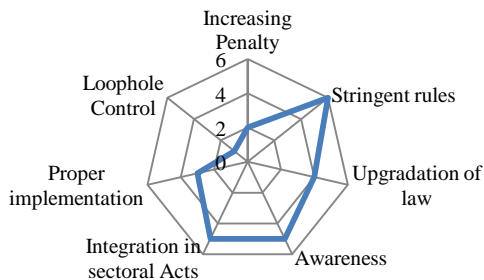 Increasing
Penalty
6
4
2
0
Stringent rules
Upgradation of
law
Awareness
Integration in
sectoral Acts
Proper
implementation
Loophole
Control